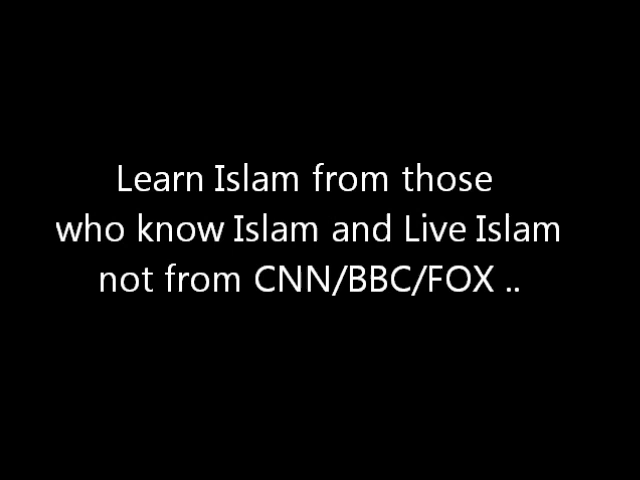 Learn Islam from those
who know Islam and Live Islam
not from CNN/BBC/FOX ..